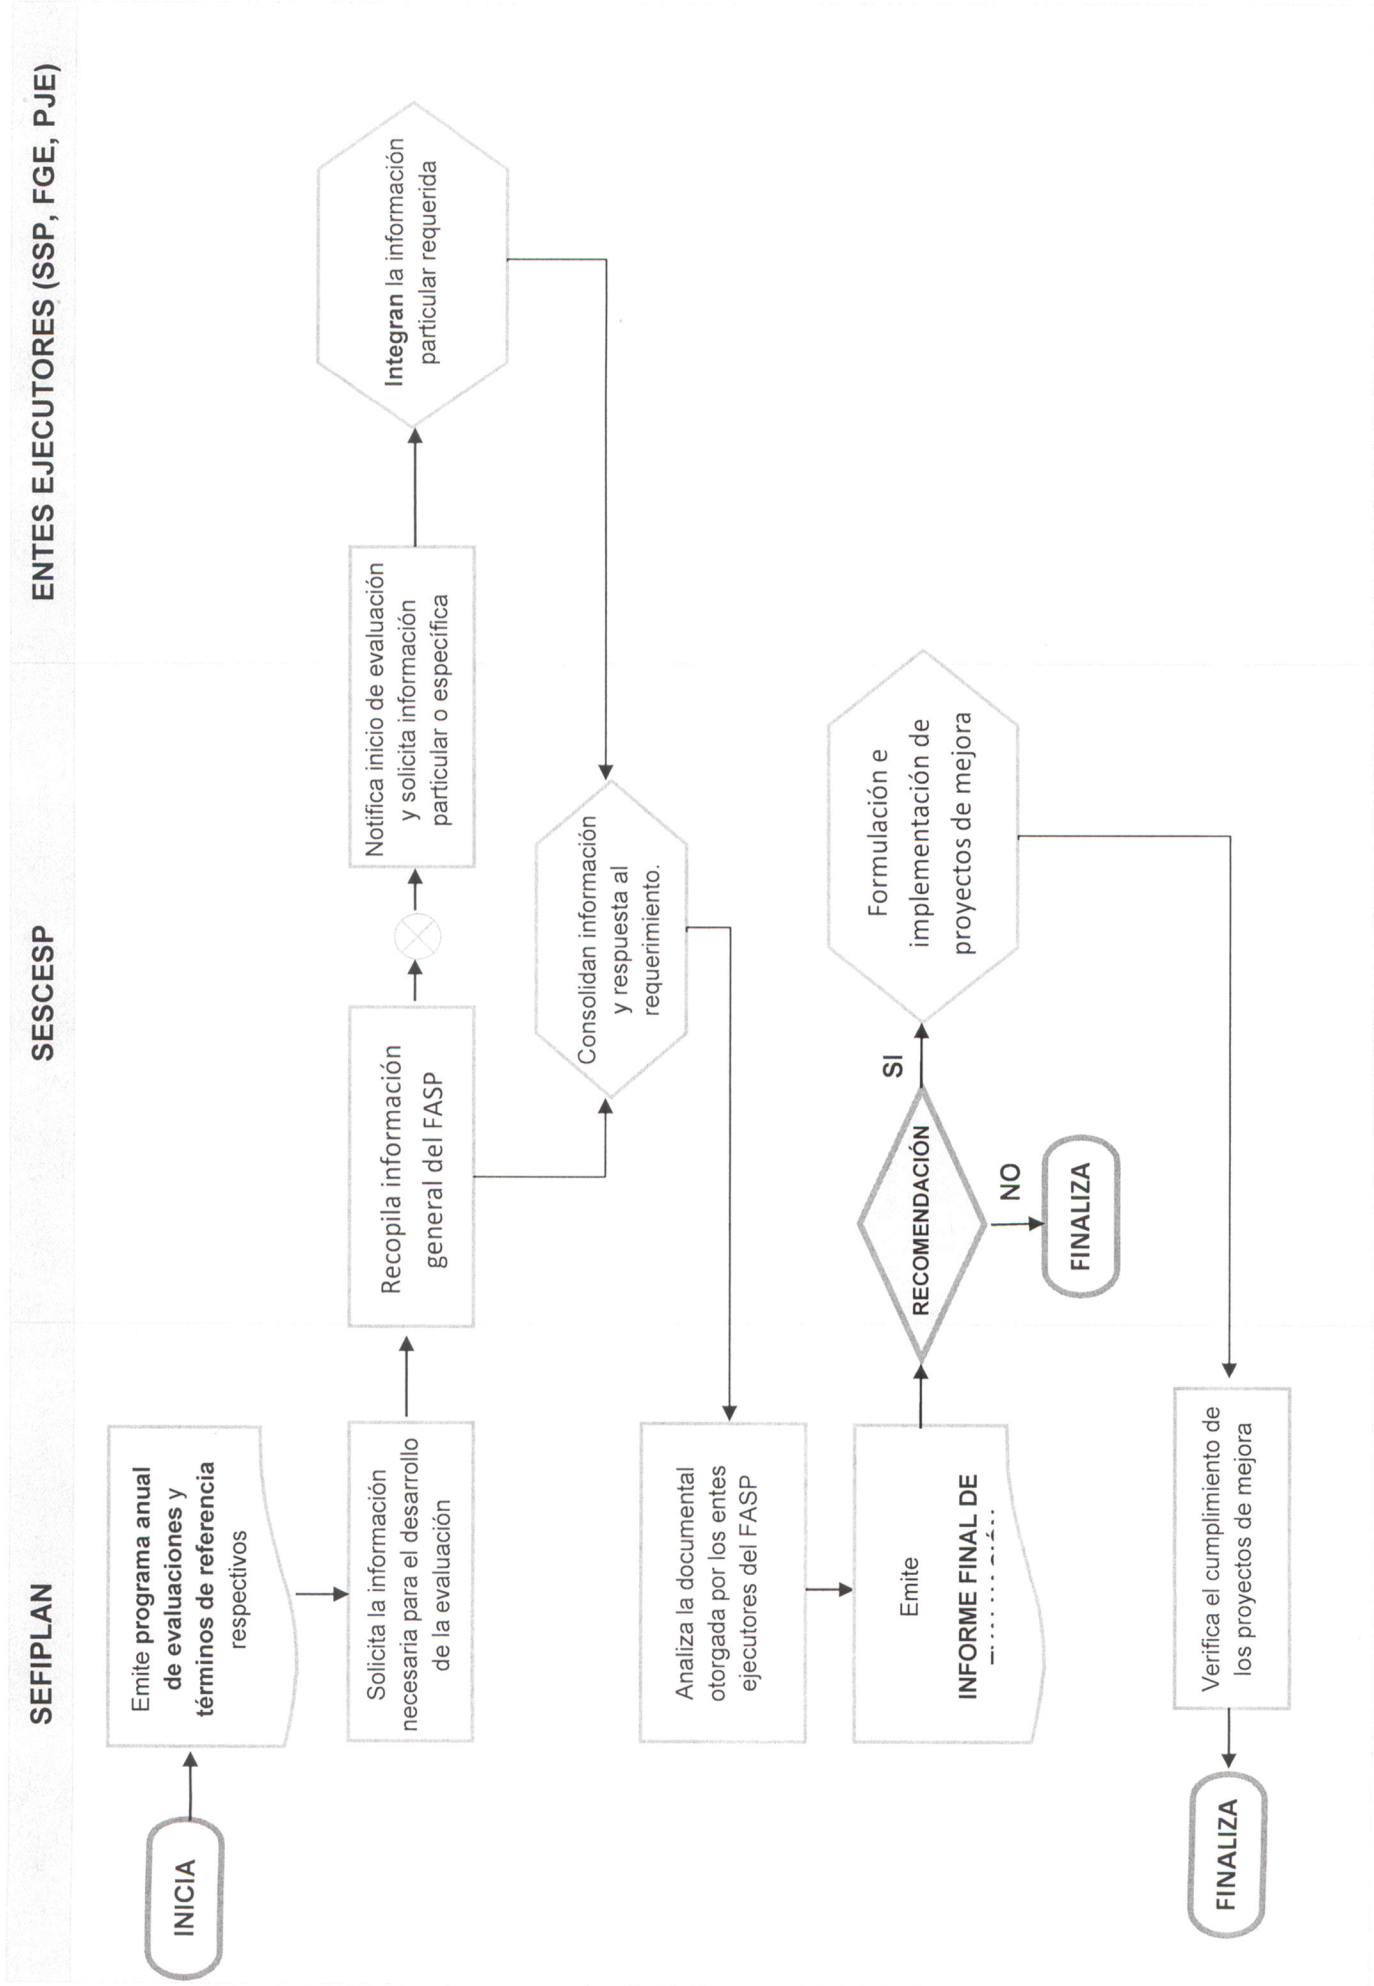 SEFIPLAN
SESCESP
ENTES EJECUTORES (SSP, FGE, PJE)
INICIA
Emite programa anual
de evaluaciones y
términos de referencia
respectivos
Solicita la información
necesaria para el desarrollo
de la evaluación
Recopila información
general del FASP
Notifica inicio de evaluación
y solicita información
particular o específica
Integran la información
particular requerida
Consolidan información
y respuesta al
requerimiento.
Analiza la documental
otorgada por los entes
ejecutores del FASP
Emite
INFORME FINAL DE
RECOMENDACIÓN
SI
NO
FINALIZA
Formulación e
implementación de
proyectos de mejora
Verifica el cumplimiento de
los proyectos de mejora
FINALIZA